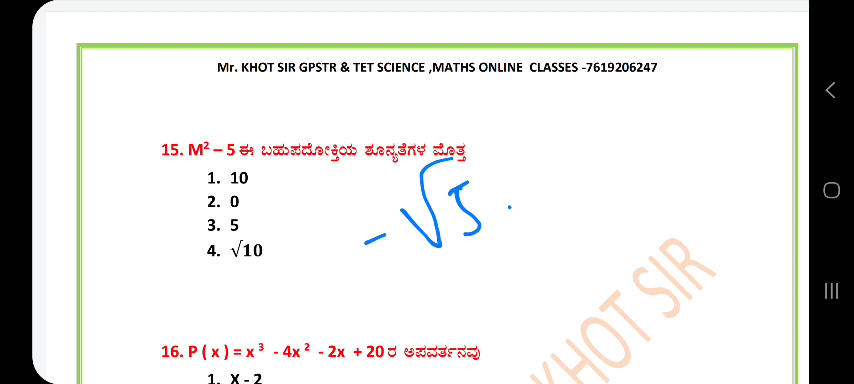 Mr. KHOT SIR GPSTR & TET SCIENCE ,MATHS ONLINE CLASSES -7619206247
15. M² – 5 ಈ ಬಹುಪದೋಕ್ತಿಯ ಶೂನ್ಯತೆಗಳ ಮೊತ್ತ
1. 10
2. 0
3. 5
4. √10
- √5 .
KHOT SIR
16. P ( x ) = x³ - 4x² - 2x + 20 ರ ಅಪವರ್ತನವು
1. X - 2